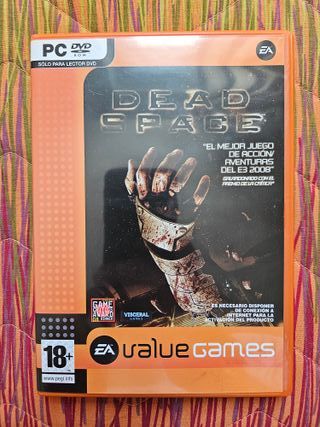 PC DVD
ROM
SÓLO PARA LECTOR DVD
EA
DEAD
SPACE
"EL MEJOR JUEGO
DE ACCIÓN/
AVENTURAS
DEL E3 2008"
GALARDONADO CON EL
PREMIO DE LA CRÍTICA
VISCERAL
GAMES
ES NECESARIO DISPONER
DE CONEXIÓN A
INTERNET PARA LA
ACTIVACIÓN DEL PRODUCTO
18+
www.pegi.info
EA value GAMES